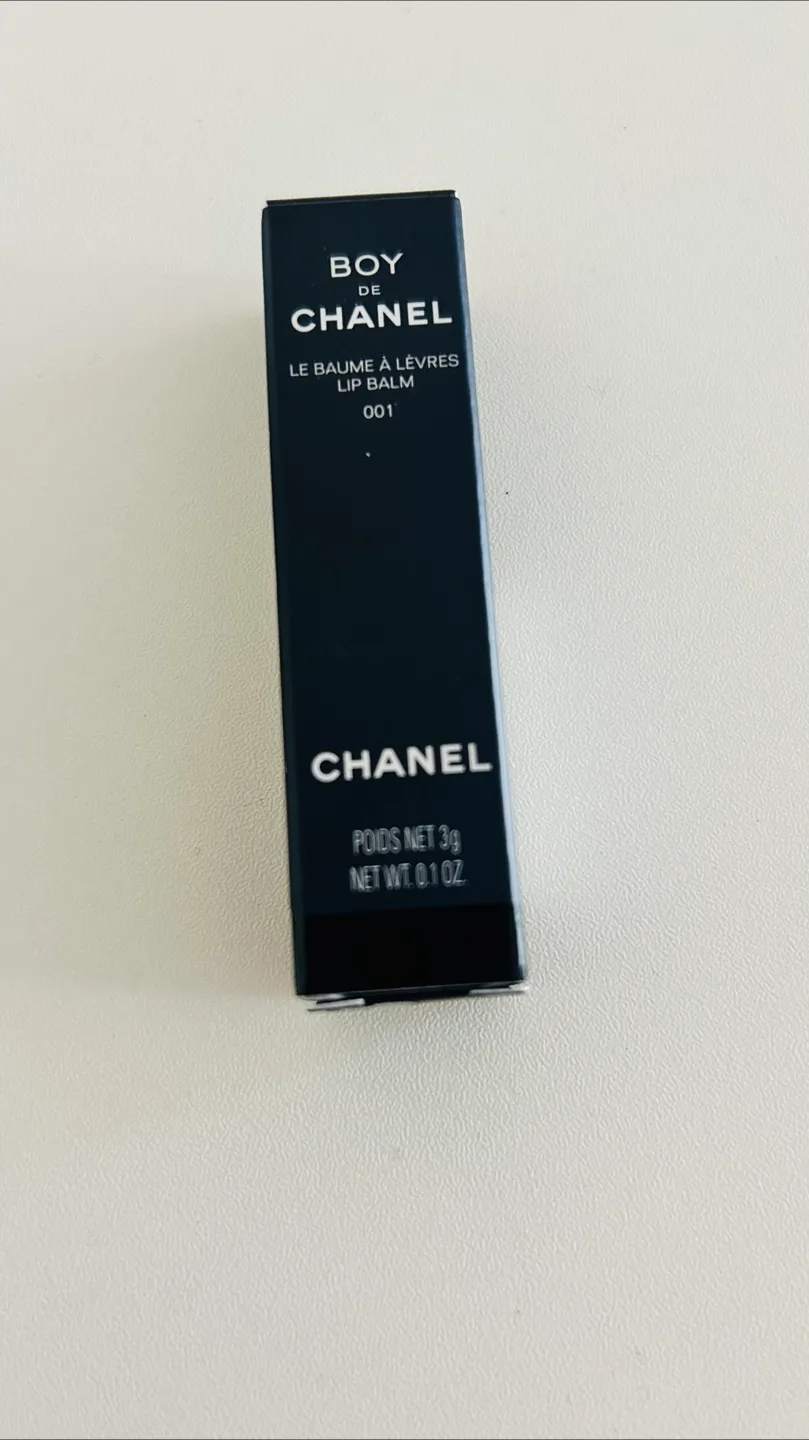 BOY
DE
CHANEL
LE BAUME À LÈVRES
LIP BALM
001
CHANEL
POIDS NET 3g
NET WT. 0.1 OZ.